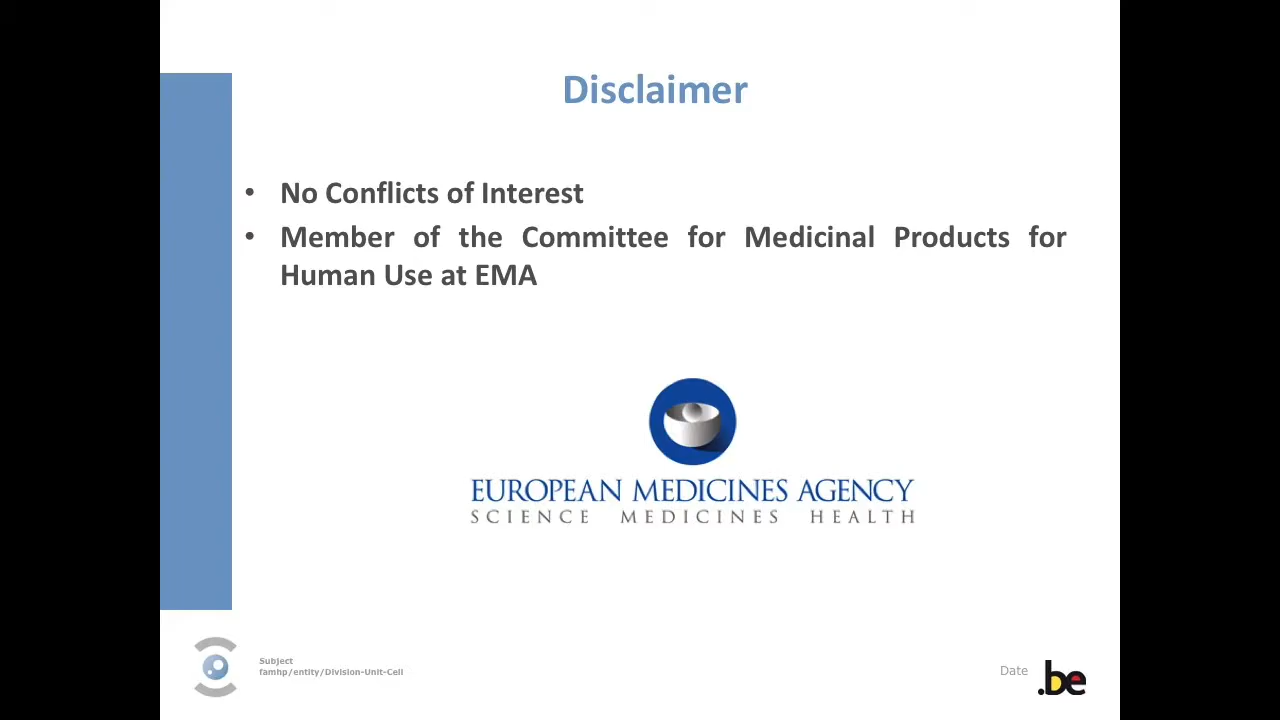 Disclaimer
• No Conflicts of Interest
• Member of the Committee for Medicinal Products for
Human Use at EMA
EUROPEAN MEDICINES AGENCY
SCIENCE MEDICINES HEALTH
Subject
famhp/entity/Division-Unit-Cell
Date
.be